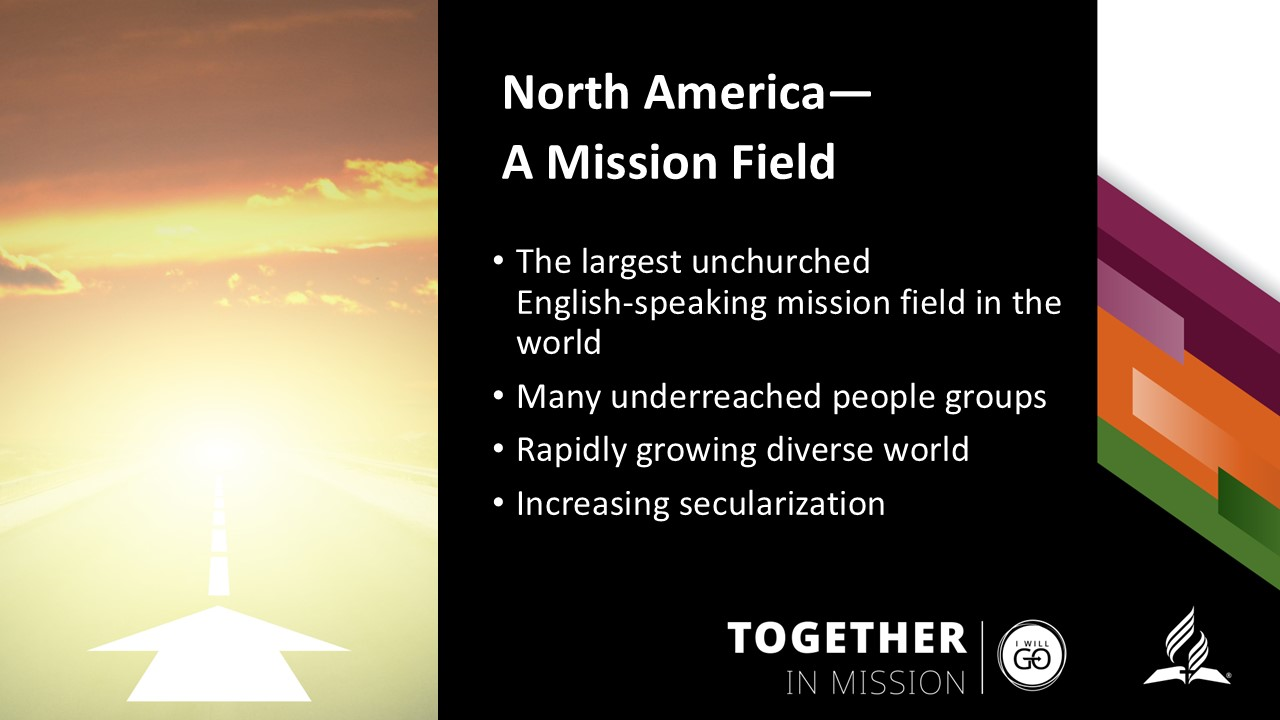 North America—
A Mission Field
• The largest unchurched
English-speaking mission field in the
world
• Many underreached people groups
• Rapidly growing diverse world
• Increasing secularization
TOGETHER
IN MISSION
I WILL
GO
®